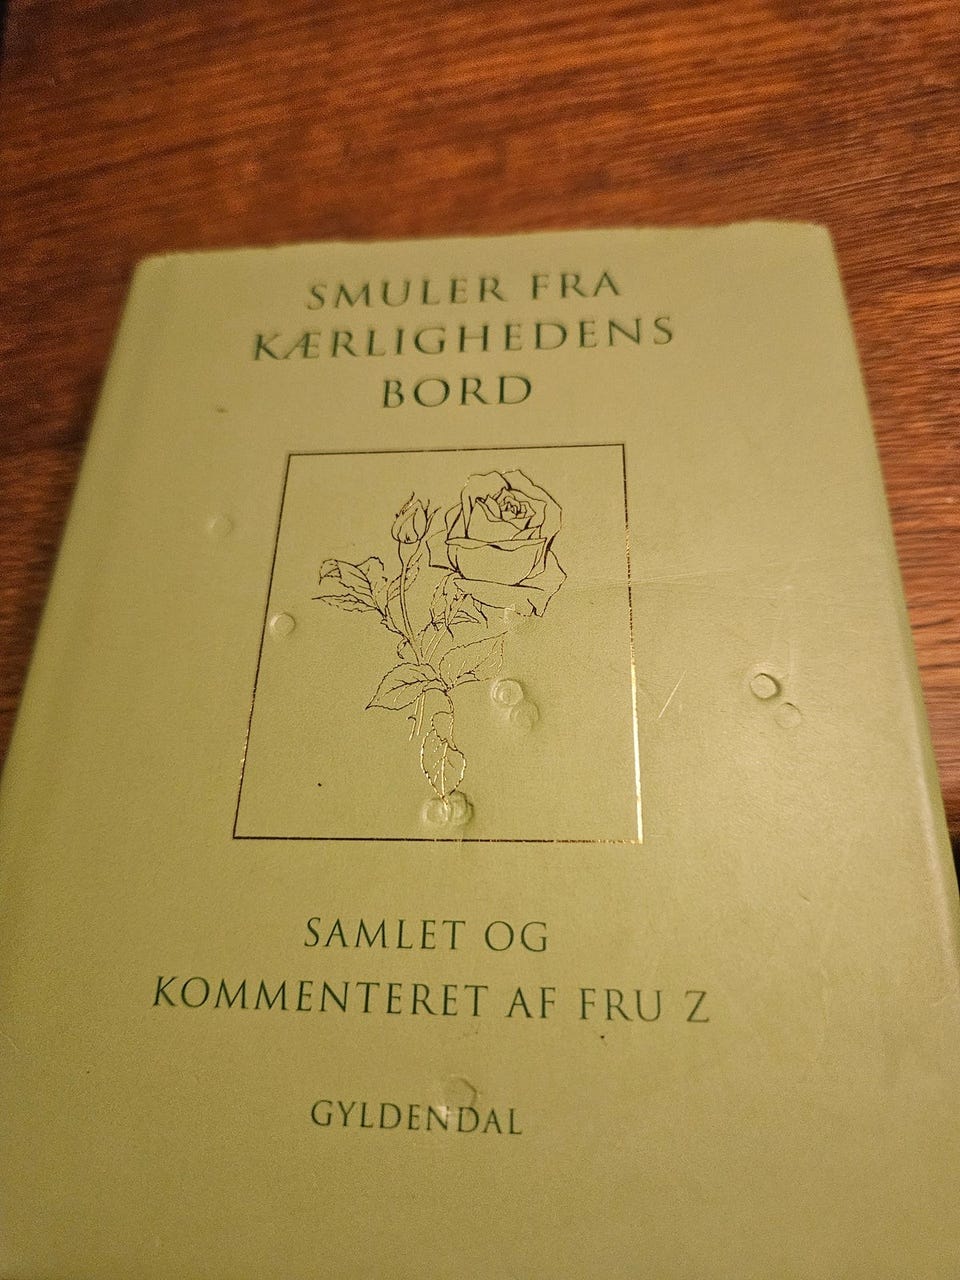 SMULER FRA
KÆRLIGHEDENS
BORD
SAMLET OG
KOMMENTERET AF FRU Z
GYLDENDAL